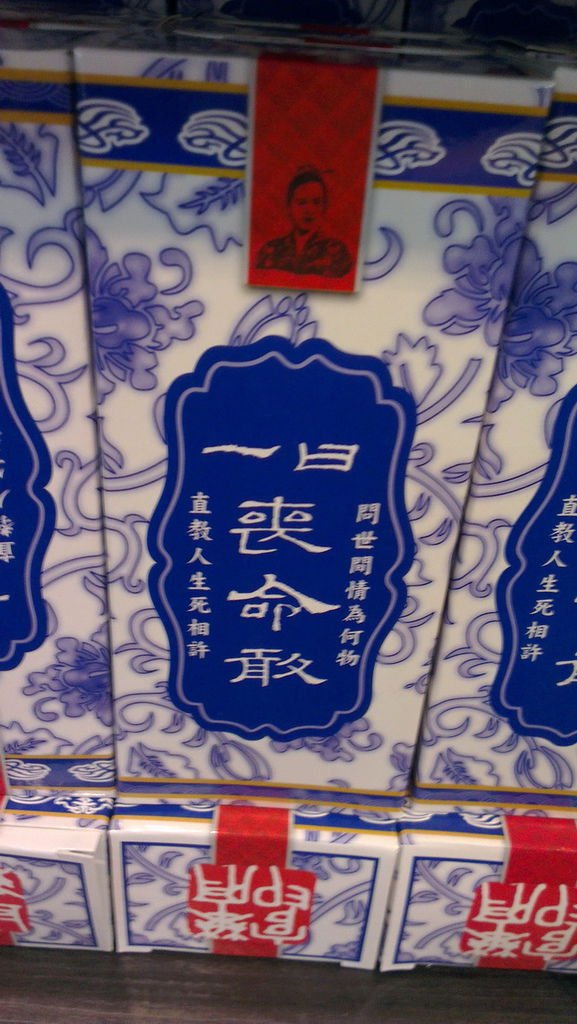 一日
喪命散
問世間情為何物
直教人生死相許
直教人生死相許